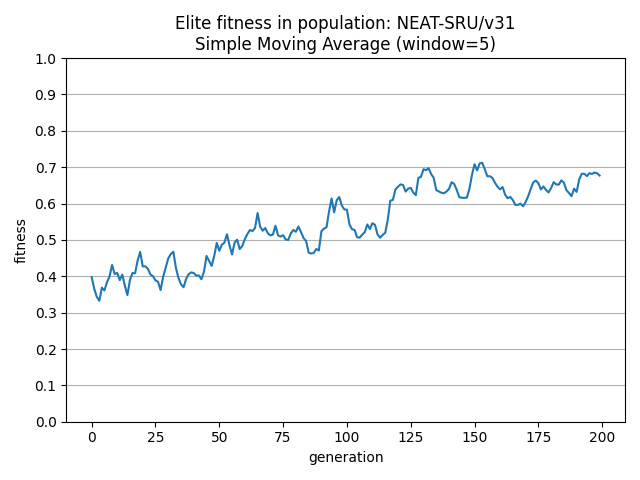 Elite fitness in population: NEAT-SRU/v31
Simple Moving Average (window=5)
1.0
0.9
0.8
0.7
0.6
0.5
0.4
0.3
0.2
0.1
0.0
fitness
0 25 50 75 100 125 150 175 200
generation